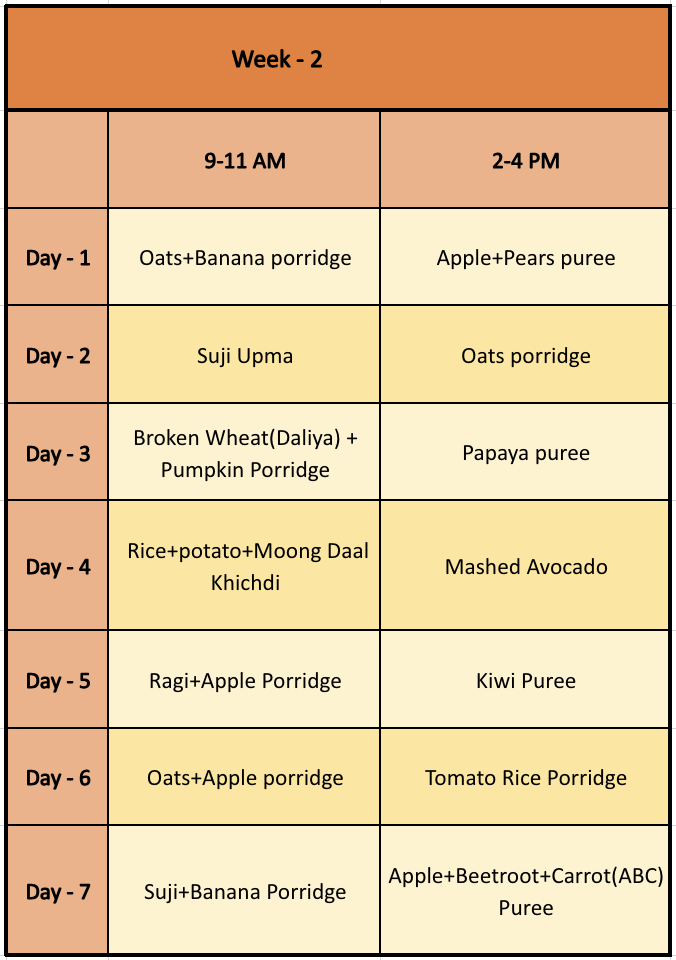 Week - 2
9-11 AM 2-4 PM
Day - 1 Oats+Banana porridge Apple+Pears puree
Day - 2 Suji Upma Oats porridge
Day - 3 Broken Wheat(Daliya) +
Pumpkin Porridge Papaya puree
Day - 4 Rice+potato+Moong Daal
Khichdi Mashed Avocado
Day - 5 Ragi+Apple Porridge Kiwi Puree
Day - 6 Oats+Apple porridge Tomato Rice Porridge
Day - 7 Suji+Banana Porridge Apple+Beetroot+Carrot(ABC)
Puree